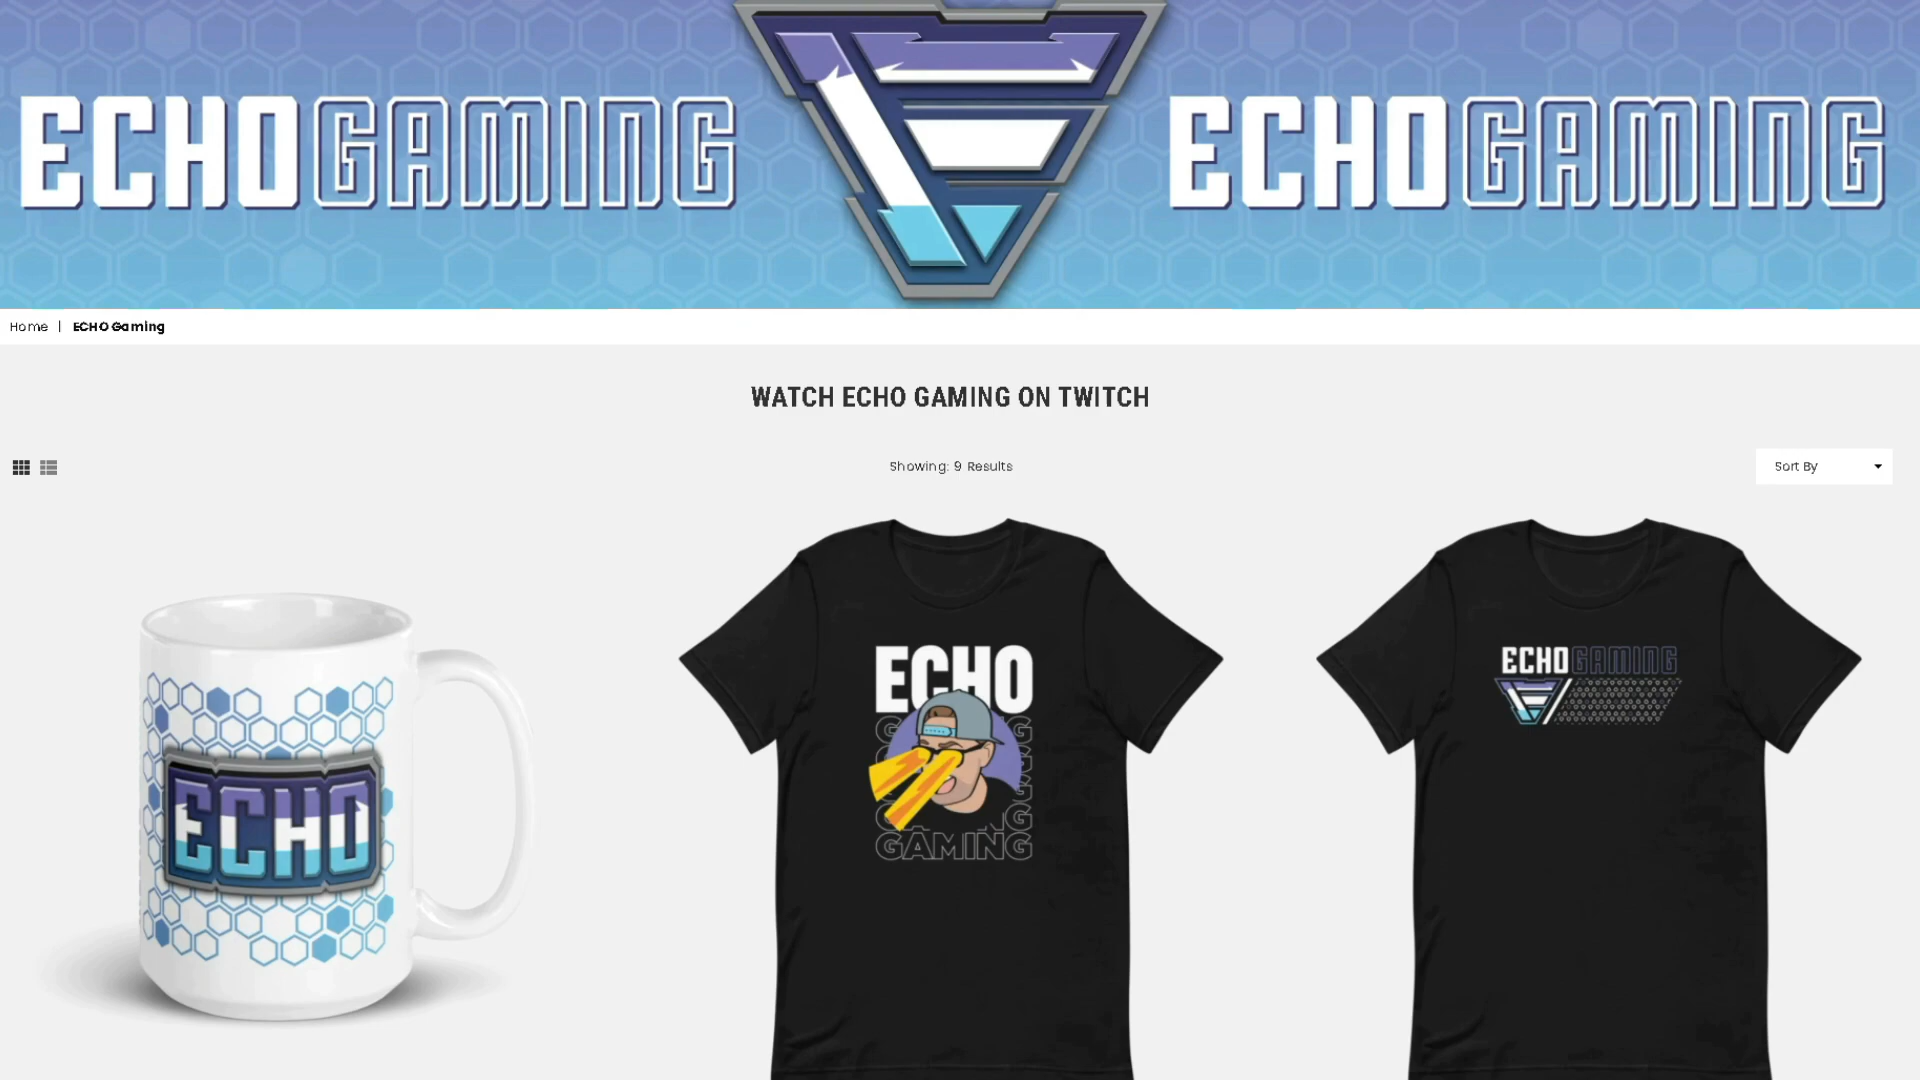 ECHOGAMING ECHOGAMING
Home | ECHO Gaming
WATCH ECHO GAMING ON TWITCH
Showing: 9 Results
Sort By
ECHO
ECHO
GAMING
ECHOGAMING